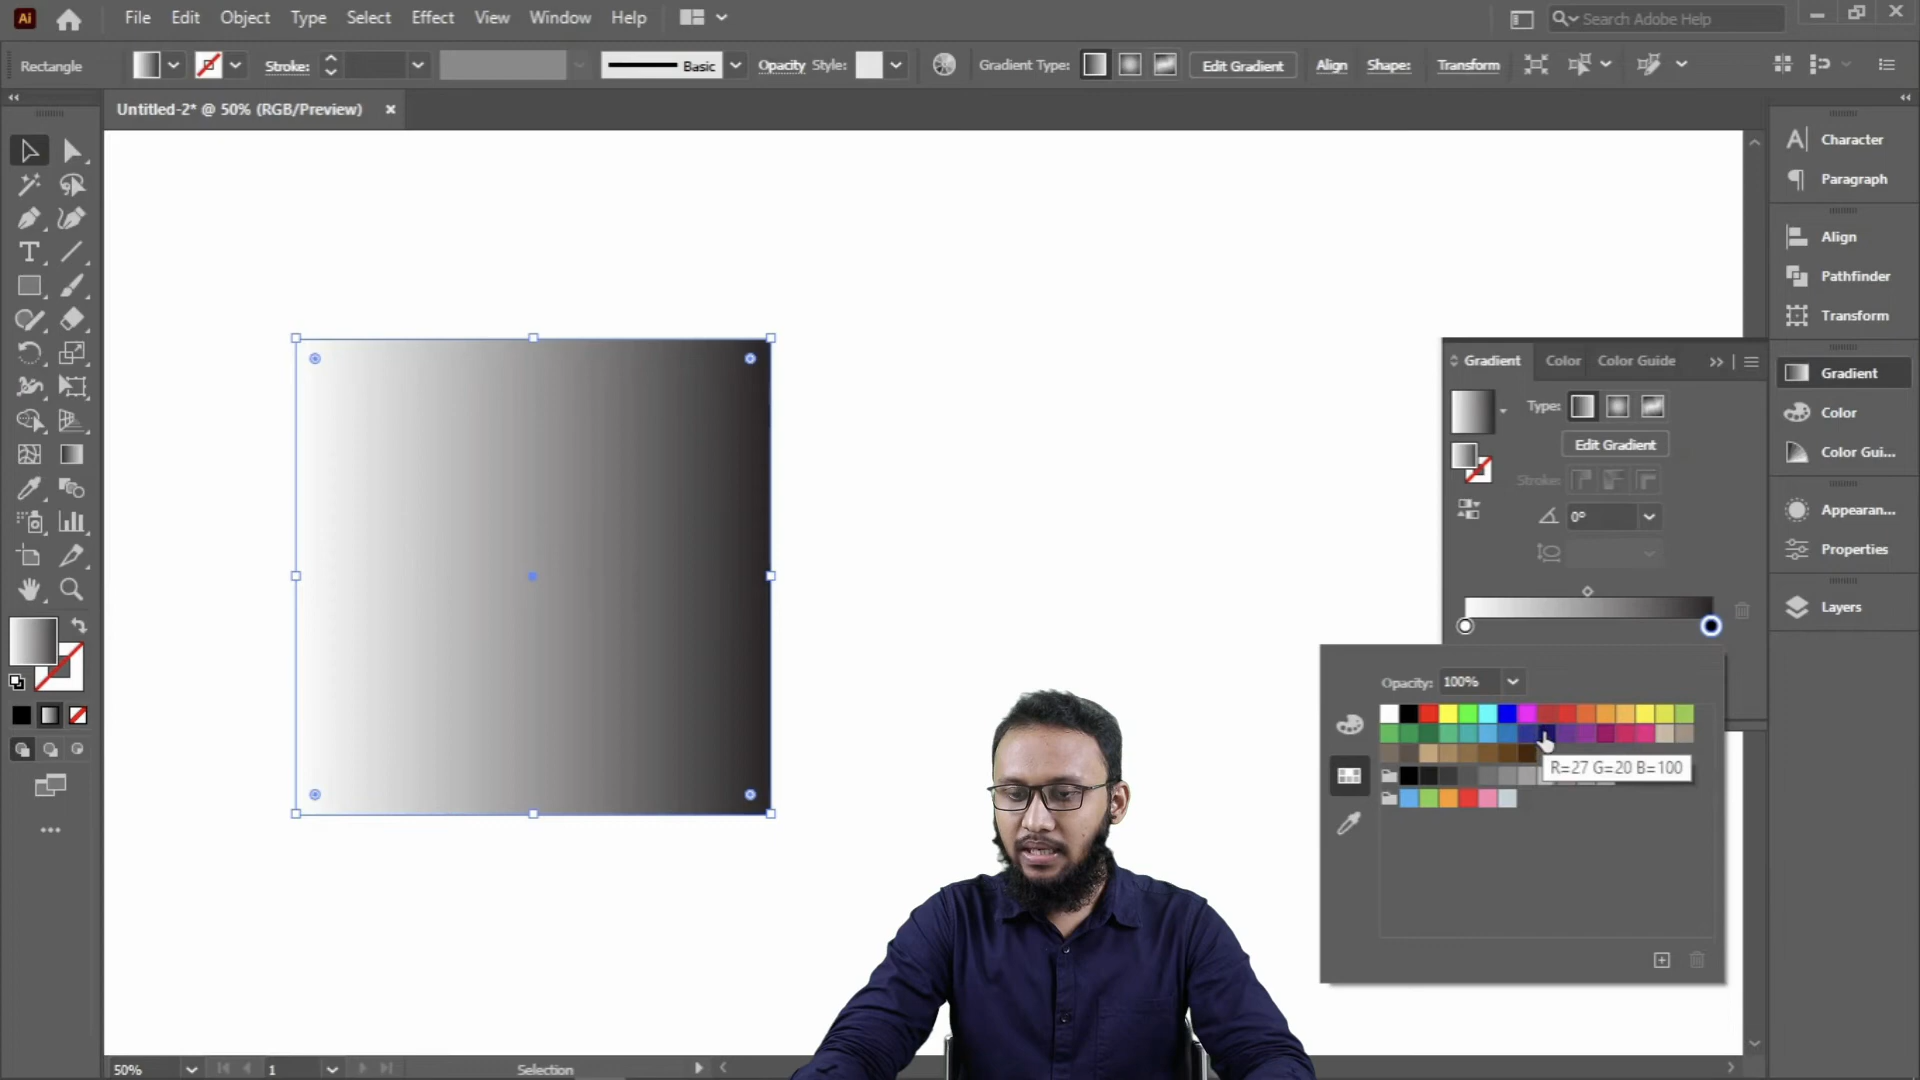 Ai File Edit Object Type Select Effect View Window Help Search Adobe Help
Rectangle Stroke: Basic Opacity Style: Gradient Type: Edit Gradient Align Shape: Transform
Untitled-2* @ 50% (RGB/Preview)
Character
Paragraph
Align
Pathfinder
Transform
Gradient
Color
Color Gui...
Appearan...
Properties
Layers
Gradient Color Color Guide
Type:
Edit Gradient
Stroke:
0°
Opacity: 100%
R=27 G=20 B=100
50% 1 Selection